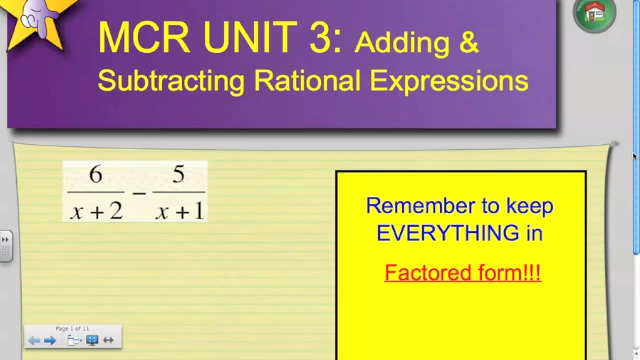 MCR UNIT 3: Adding &
Subtracting Rational Expressions
6/(x + 2) − 5/(x + 1)
Remember to keep
EVERYTHING in
Factored form!!!
Page 1 of 11